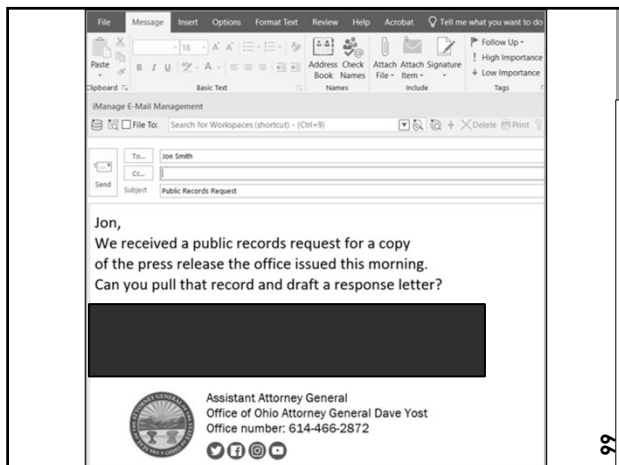 File Message Insert Options Format Text Review Help Acrobat Tell me what you want to do
18 A A
Paste
B I U A
Address Book
Check Names
Attach File
Attach Item
Signature
Follow Up
! High Importance
Low Importance
Clipboard
Basic Text
Names
Include
Tags
iManage E-Mail Management
File To: Search for Workspaces (shortcut) - (Ctrl+9) Delete Print
Send
To... Jon Smith
Cc...
Subject Public Records Request
Jon,
We received a public records request for a copy
of the press release the office issued this morning.
Can you pull that record and draft a response letter?
Assistant Attorney General
Office of Ohio Attorney General Dave Yost
Office number: 614-466-2872
66